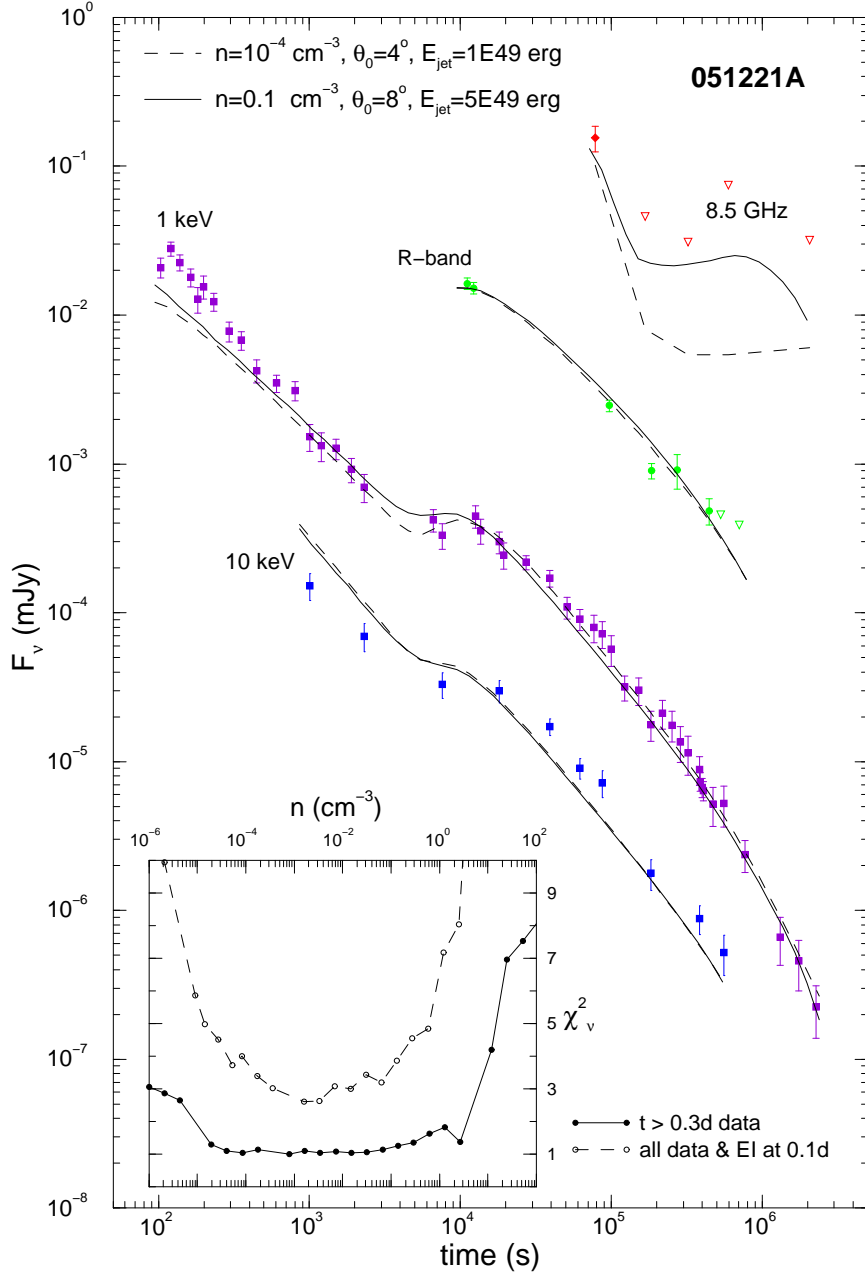 n=10⁻⁴ cm⁻³, θ₀=4°, E_jet=1E49 erg
n=0.1 cm⁻³, θ₀=8°, E_jet=5E49 erg
051221A
1 keV
R−band
8.5 GHz
10 keV
F_ν (mJy)
10⁰
10⁻¹
10⁻²
10⁻³
10⁻⁴
10⁻⁵
10⁻⁶
10⁻⁷
10⁻⁸
n (cm⁻³)
10⁻⁶ 10⁻⁴ 10⁻² 10⁰ 10²
9
7
5
3
1
χ²_ν
t > 0.3d data
all data & EI at 0.1d
10² 10³ 10⁴ 10⁵ 10⁶
time (s)